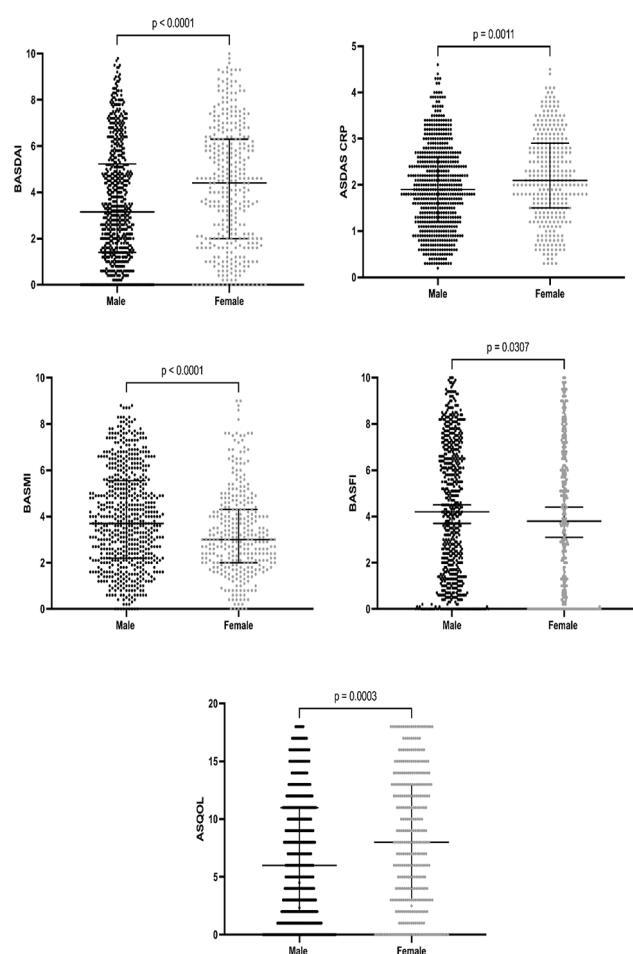 p < 0.0001
10
8
6
4
2
0
BASDAI
Male
Female
p = 0.0011
5
4
3
2
1
0
ASDAS CRP
Male
Female
p < 0.0001
10
8
6
4
2
0
BASMI
Male
Female
p = 0.0307
10
8
6
4
2
0
BASFI
Male
Female
p = 0.0003
20
15
10
5
0
ASQOL
Male
Female